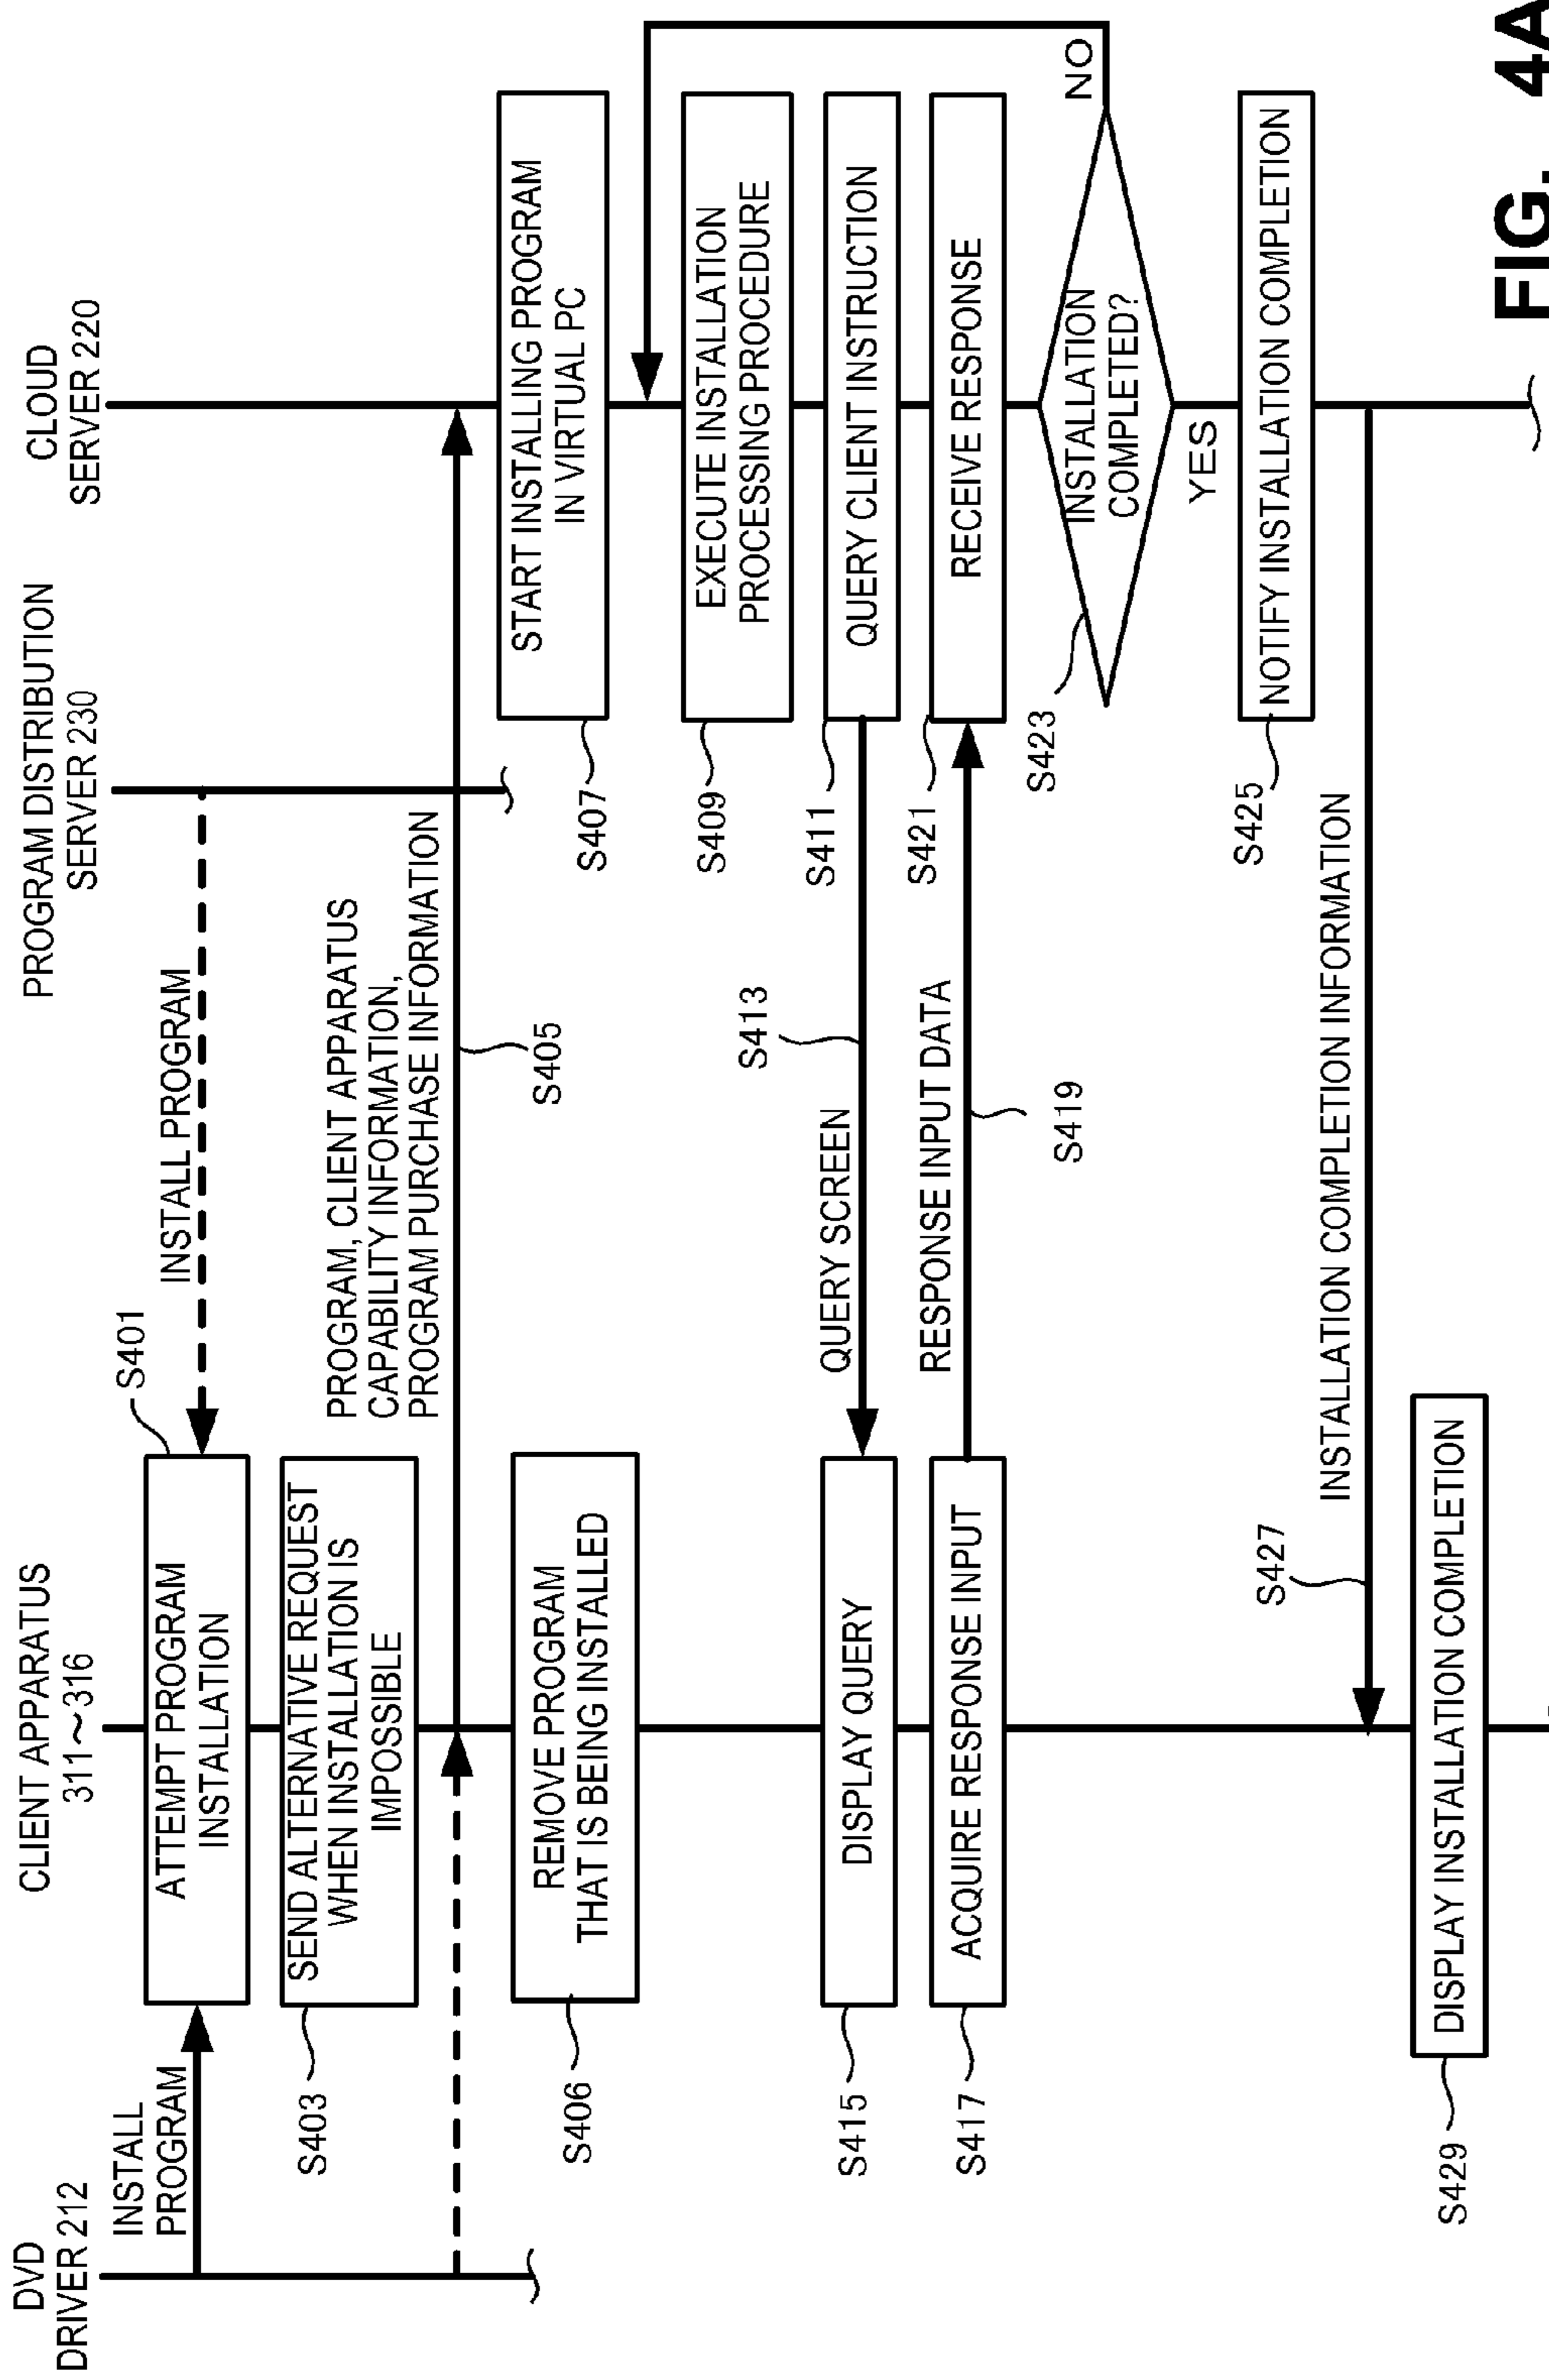 DVD
DRIVER 212
CLIENT APPARATUS
311~316
PROGRAM DISTRIBUTION
SERVER 230
CLOUD
SERVER 220
INSTALL
PROGRAM
ATTEMPT PROGRAM
INSTALLATION
S401
INSTALL PROGRAM
SEND ALTERNATIVE REQUEST
WHEN INSTALLATION IS
IMPOSSIBLE
S403
PROGRAM, CLIENT APPARATUS
CAPABILITY INFORMATION,
PROGRAM PURCHASE INFORMATION
S405
REMOVE PROGRAM
THAT IS BEING INSTALLED
S406
START INSTALLING PROGRAM
IN VIRTUAL PC
S407
EXECUTE INSTALLATION
PROCESSING PROCEDURE
S409
QUERY CLIENT INSTRUCTION
S411
S413
QUERY SCREEN
DISPLAY QUERY
S415
ACQUIRE RESPONSE INPUT
S417
RESPONSE INPUT DATA
S419
RECEIVE RESPONSE
S421
INSTALLATION
COMPLETED?
S423
NO
YES
NOTIFY INSTALLATION COMPLETION
S425
INSTALLATION COMPLETION INFORMATION
S427
DISPLAY INSTALLATION COMPLETION
S429
FIG. 4A